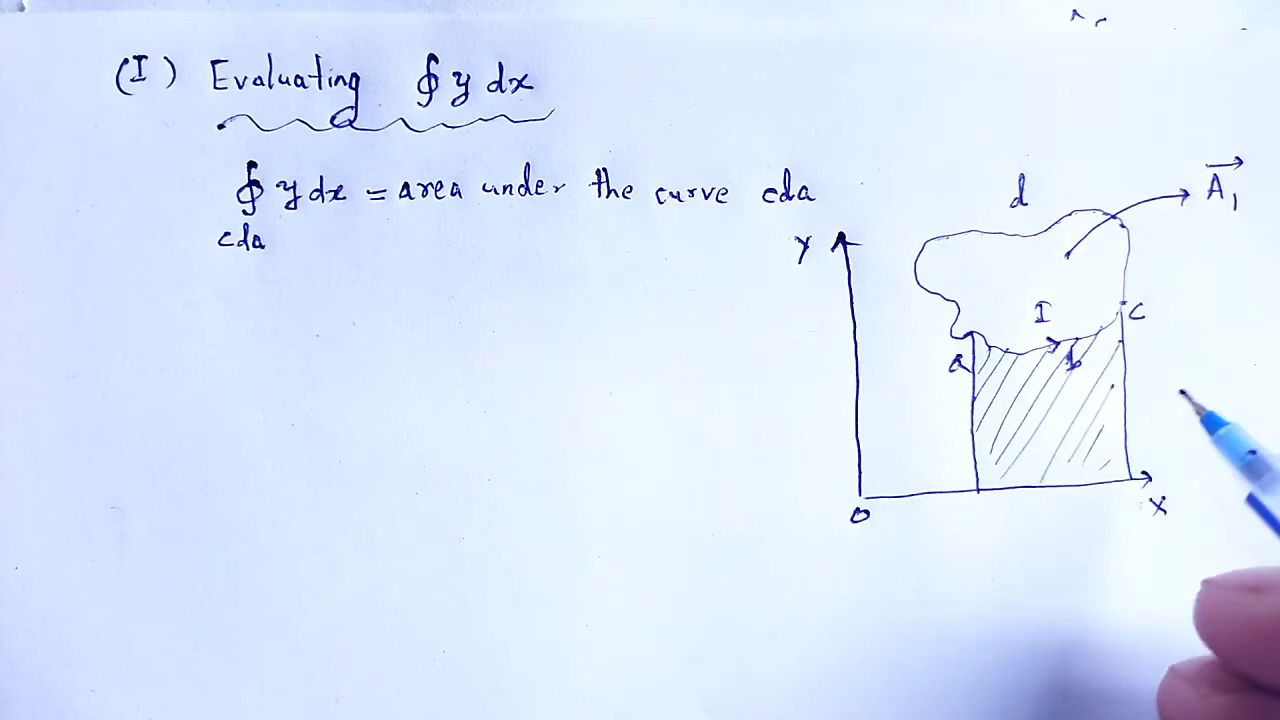 (I) Evaluating ∮ y dx
∮ y dx = area under the curve cda
cda
d
A₁
Y
I
c
a
b
O
X